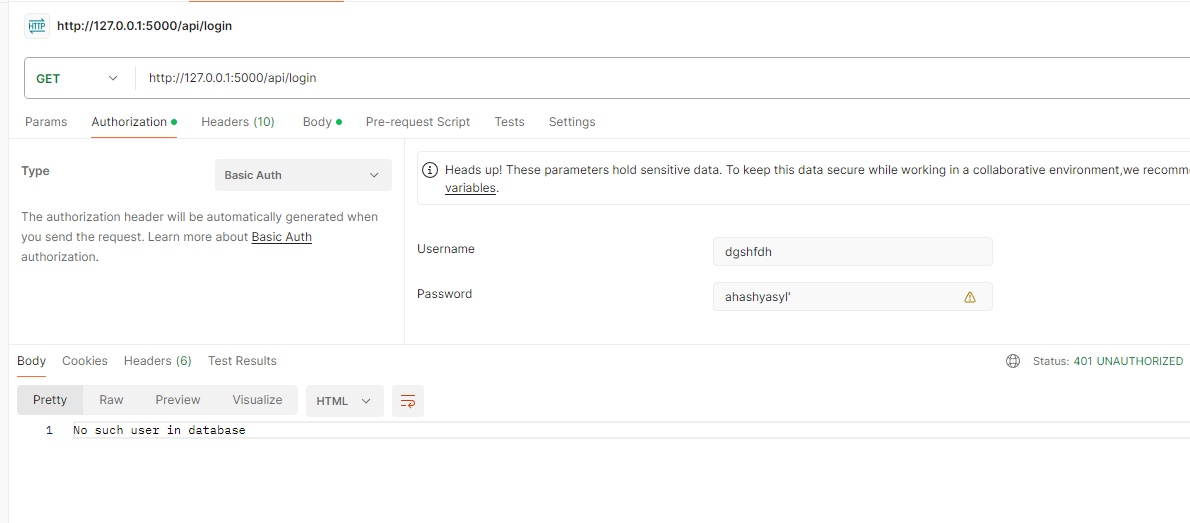 HTTP http://127.0.0.1:5000/api/login
GET http://127.0.0.1:5000/api/login
Params Authorization Headers (10) Body Pre-request Script Tests Settings
Type Basic Auth
The authorization header will be automatically generated when
you send the request. Learn more about Basic Auth
authorization.
Heads up! These parameters hold sensitive data. To keep this data secure while working in a collaborative environment,we recomm
variables.
Username dgshfdh
Password ahashyasyl'
Body Cookies Headers (6) Test Results Status: 401 UNAUTHORIZED
Pretty Raw Preview Visualize HTML
1 No such user in database